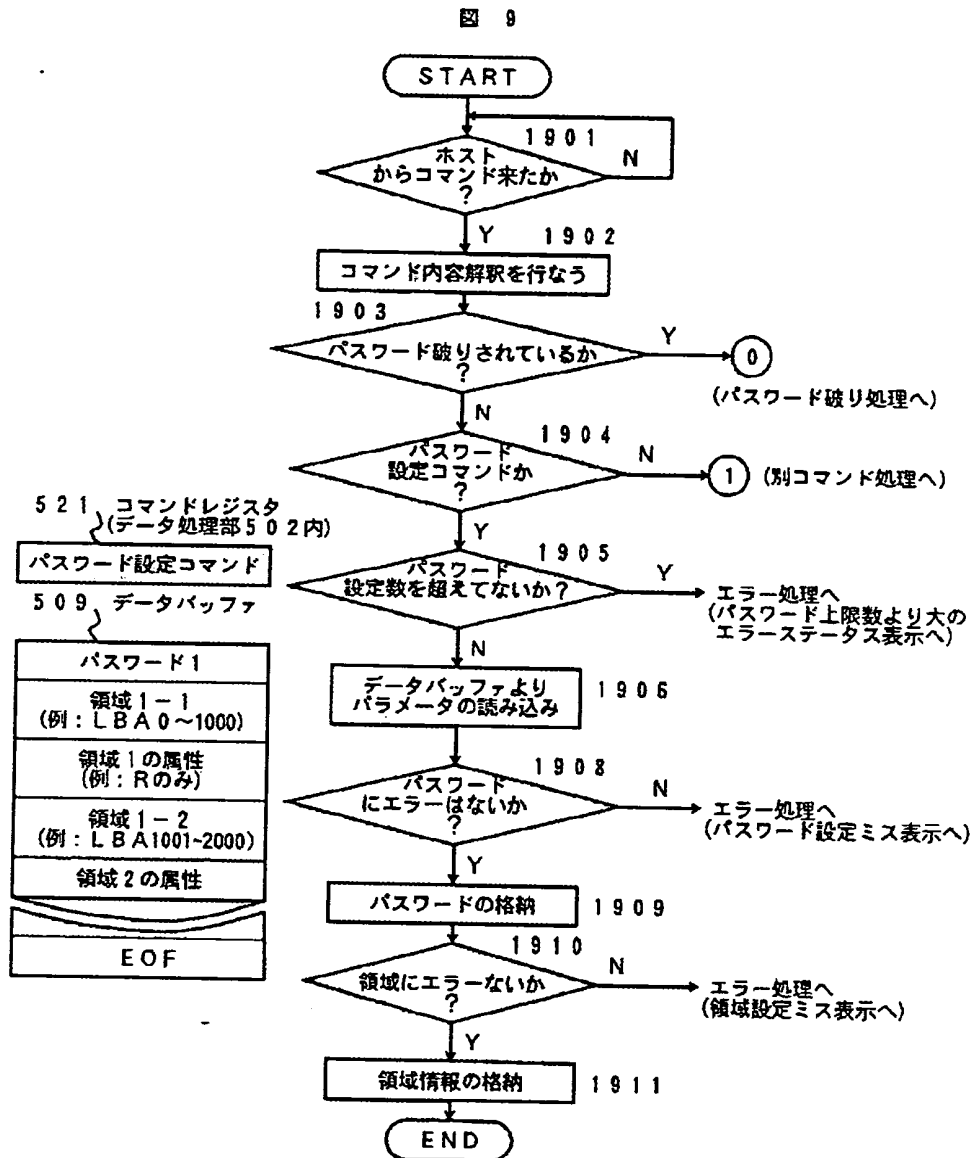 図 9
START
1901
ホスト
からコマンド来たか
?
N
Y
1902
コマンド内容解釈を行なう
1903
パスワード破りされているか
?
Y
0
(パスワード破り処理へ)
N
1904
パスワード
設定コマンドか
?
N
1
(別コマンド処理へ)
Y
521 コマンドレジスタ
(データ処理部502内)
パスワード設定コマンド
1905
パスワード
設定数を超えてないか?
Y
エラー処理へ
(パスワード上限数より大の
エラーステータス表示へ)
N
509 データバッファ
パスワード1
領域1-1
(例:LBA0~1000)
領域1の属性
(例:Rのみ)
領域1-2
(例:LBA1001~2000)
領域2の属性
EOF
データバッファより
パラメータの読み込み
1906
1908
パスワード
にエラーはないか
?
N
エラー処理へ
(パスワード設定ミス表示へ)
Y
パスワードの格納
1909
1910
領域にエラーないか
?
N
エラー処理へ
(領域設定ミス表示へ)
Y
領域情報の格納
1911
END